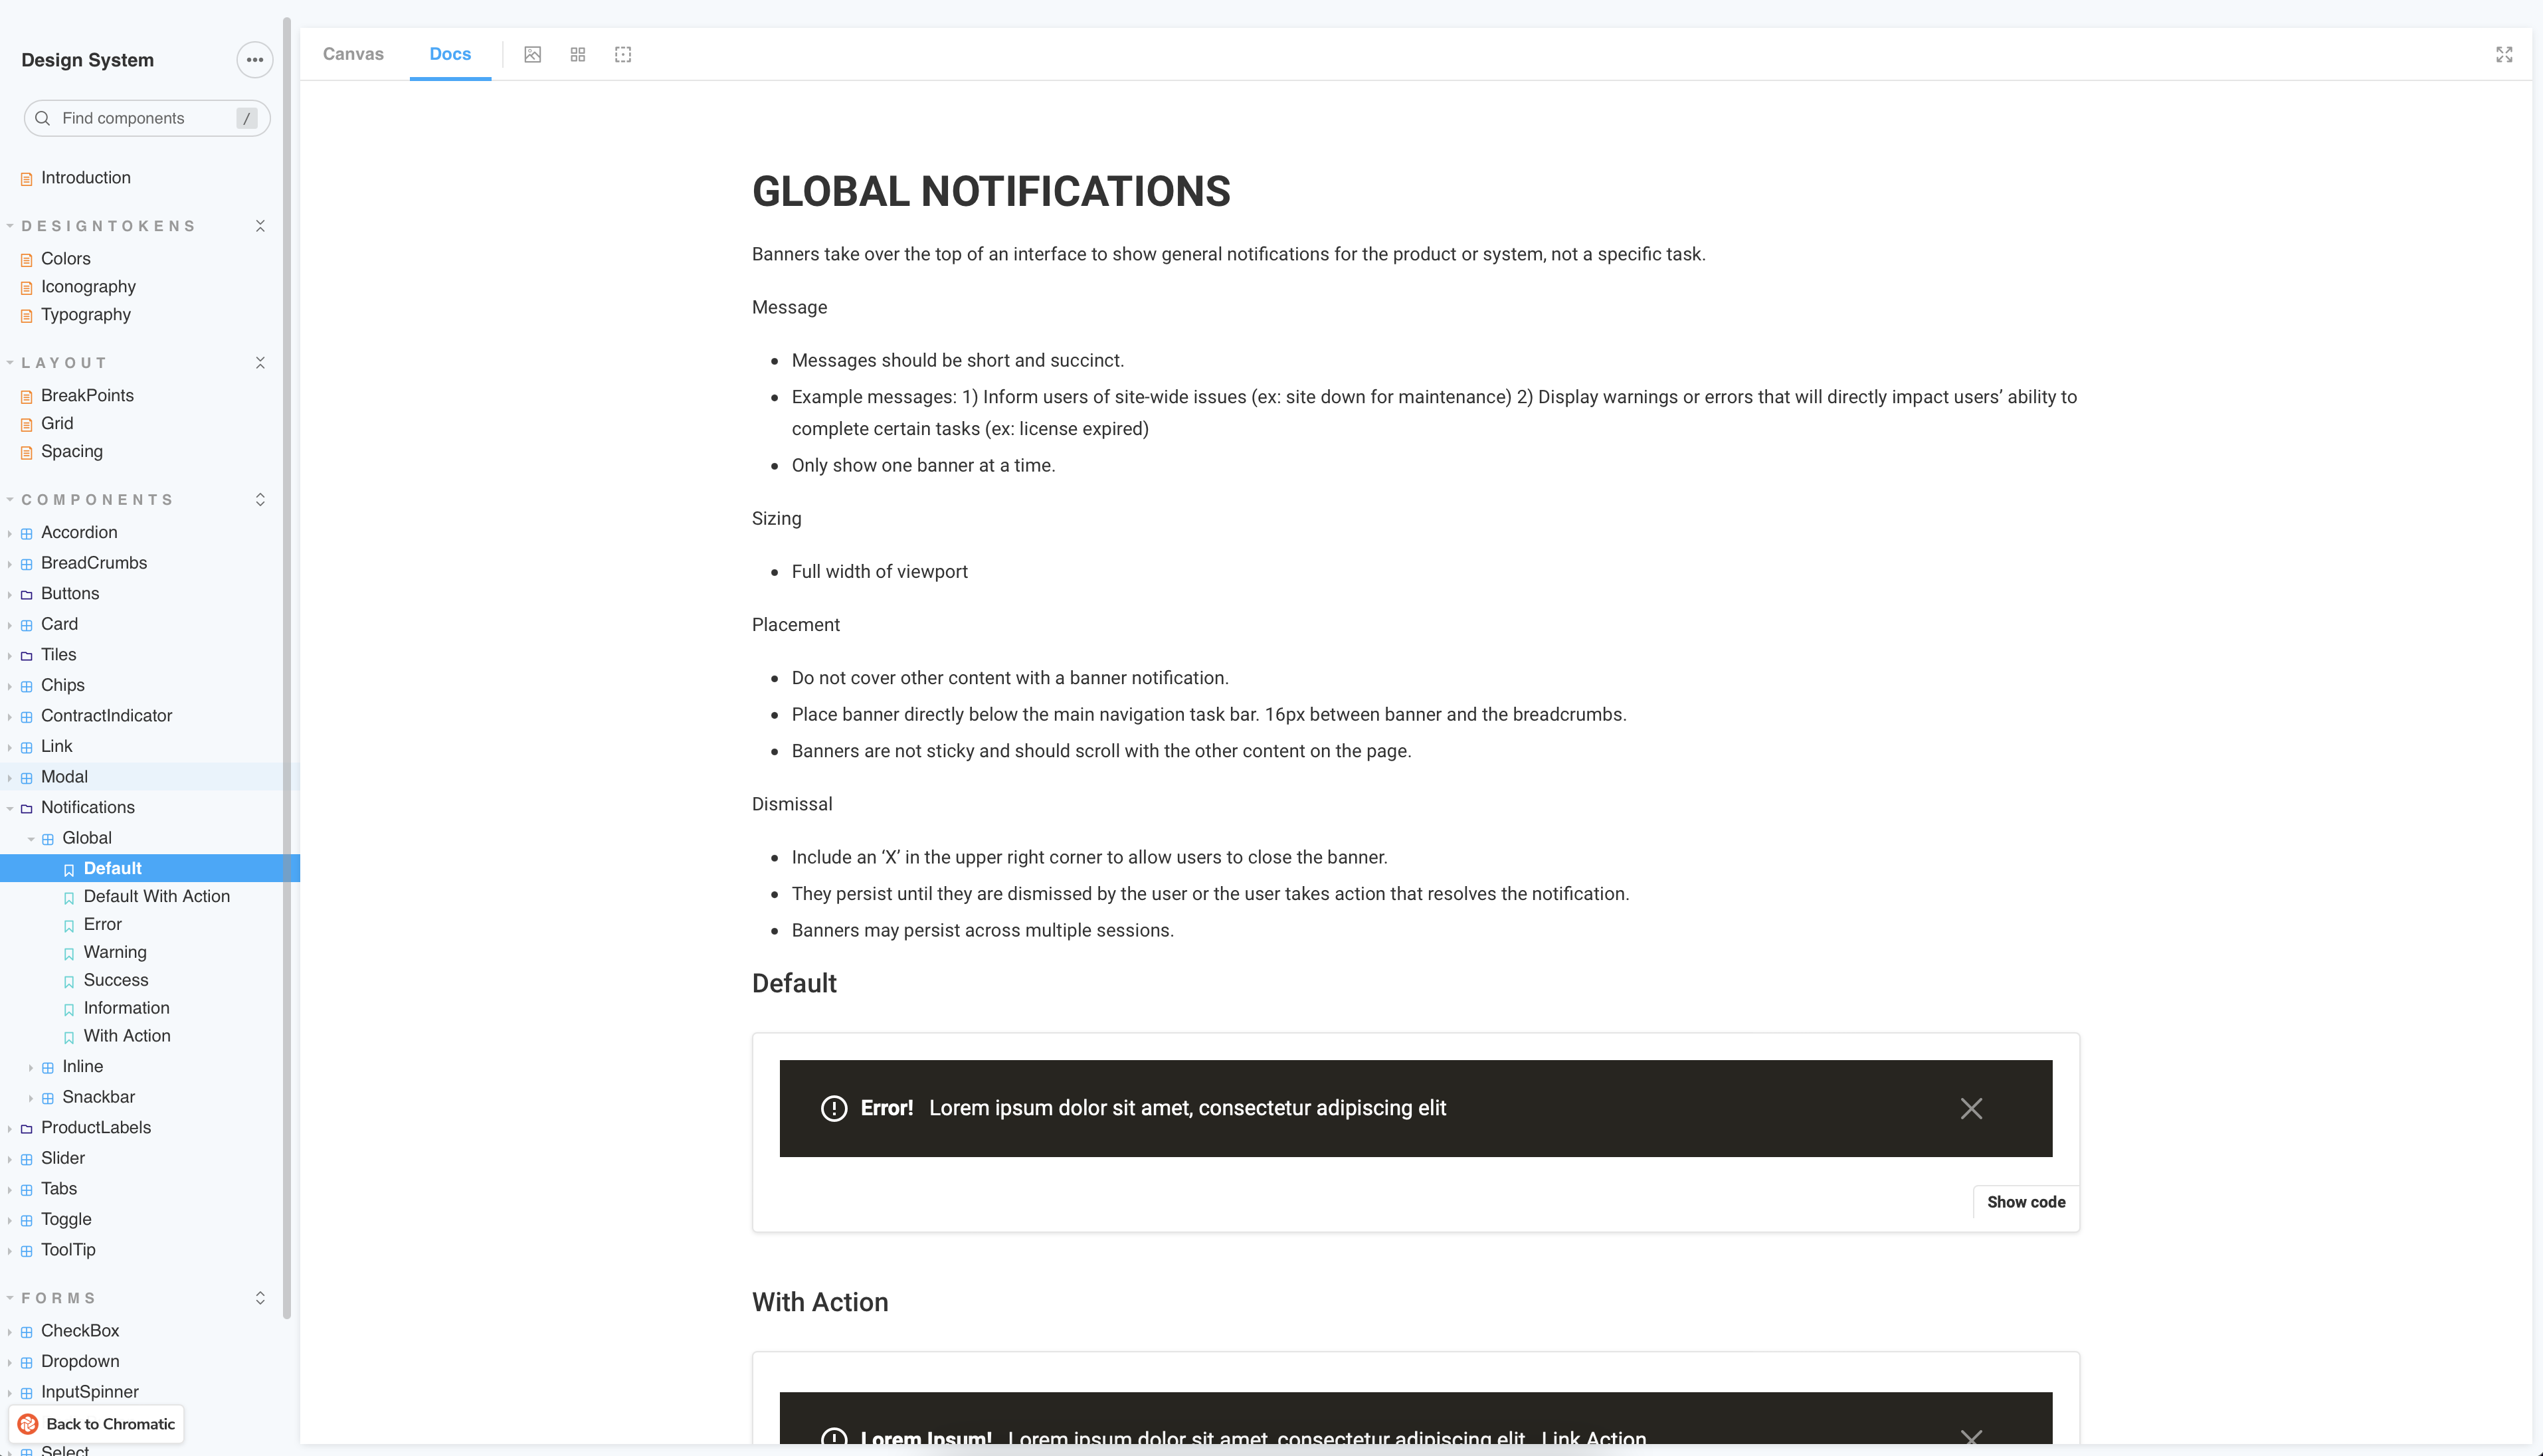 Design System
Find components
/
Introduction
DESIGNTOKENS
Colors
Iconography
Typography
LAYOUT
BreakPoints
Grid
Spacing
COMPONENTS
Accordion
BreadCrumbs
Buttons
Card
Tiles
Chips
ContractIndicator
Link
Modal
Notifications
Global
Default
Default With Action
Error
Warning
Success
Information
With Action
Inline
Snackbar
ProductLabels
Slider
Tabs
Toggle
ToolTip
FORMS
CheckBox
Dropdown
InputSpinner
Back to Chromatic
Select
Canvas
Docs
GLOBAL NOTIFICATIONS
Banners take over the top of an interface to show general notifications for the product or system, not a specific task.
Message
Messages should be short and succinct.
Example messages: 1) Inform users of site-wide issues (ex: site down for maintenance) 2) Display warnings or errors that will directly impact users’ ability to
complete certain tasks (ex: license expired)
Only show one banner at a time.
Sizing
Full width of viewport
Placement
Do not cover other content with a banner notification.
Place banner directly below the main navigation task bar. 16px between banner and the breadcrumbs.
Banners are not sticky and should scroll with the other content on the page.
Dismissal
Include an ‘X’ in the upper right corner to allow users to close the banner.
They persist until they are dismissed by the user or the user takes action that resolves the notification.
Banners may persist across multiple sessions.
Default
Error! Lorem ipsum dolor sit amet, consectetur adipiscing elit
Show code
With Action
Lorem Ipsum! Lorem ipsum dolor sit amet, consectetur adipiscing elit Link Action